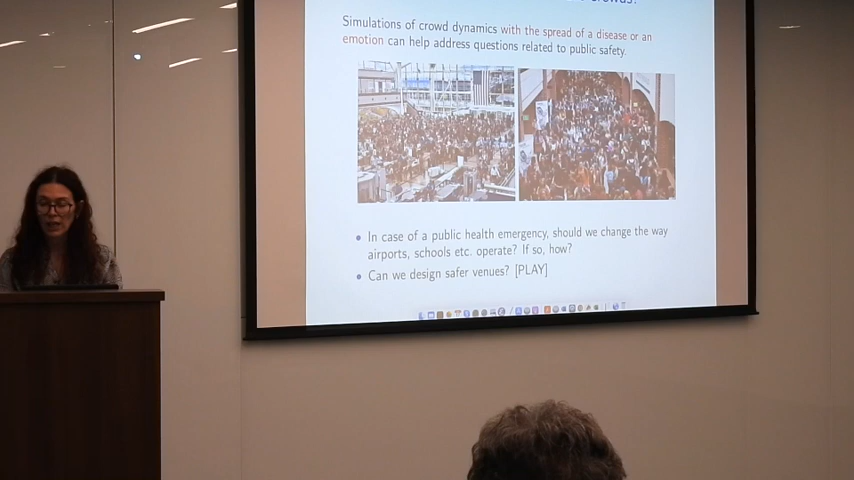 Simulations of crowd dynamics with the spread of a disease or an
emotion can help address questions related to public safety.
• In case of a public health emergency, should we change the way
airports, schools etc. operate? If so, how?
• Can we design safer venues? [PLAY]